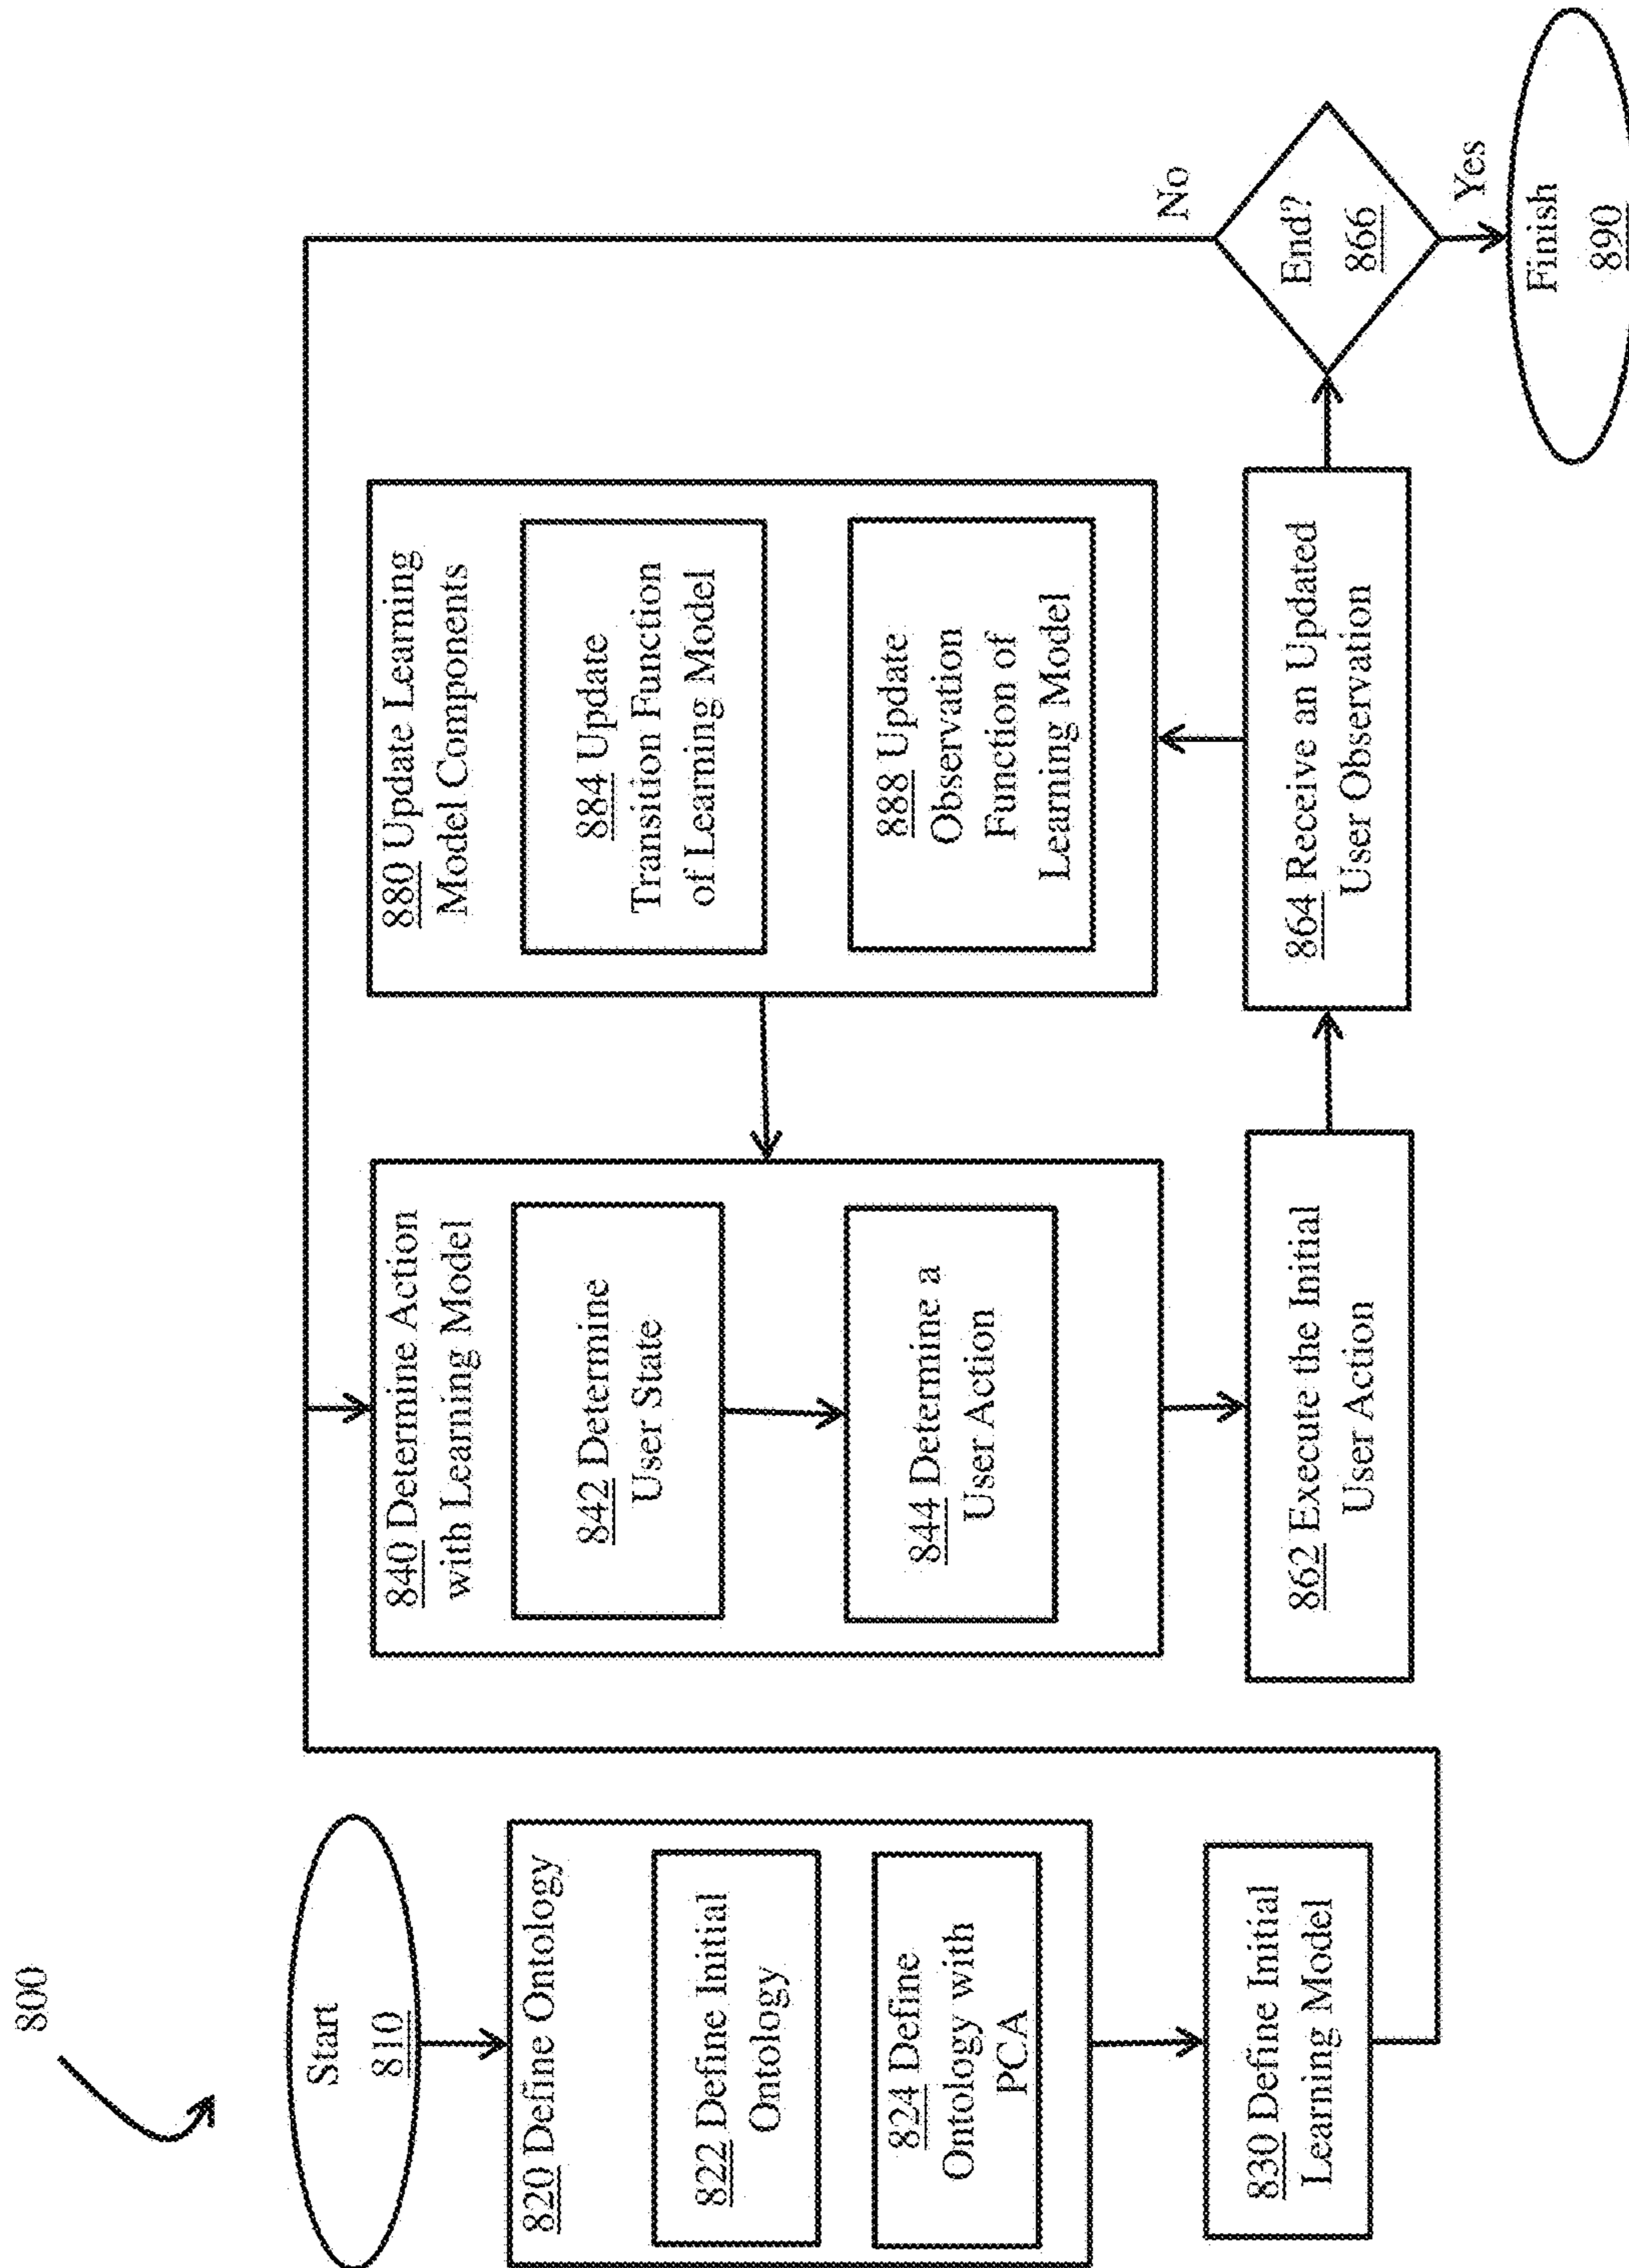 800
Start
810
820 Define Ontology
822 Define Initial
Ontology
824 Define
Ontology with
PCA
830 Define Initial
Learning Model
840 Determine Action
with Learning Model
842 Determine
User State
844 Determine a
User Action
862 Execute the Initial
User Action
880 Update Learning
Model Components
884 Update
Transition Function
of Learning Model
888 Update
Observation
Function of
Learning Model
864 Receive an Updated
User Observation
No
End?
866
Yes
Finish
890